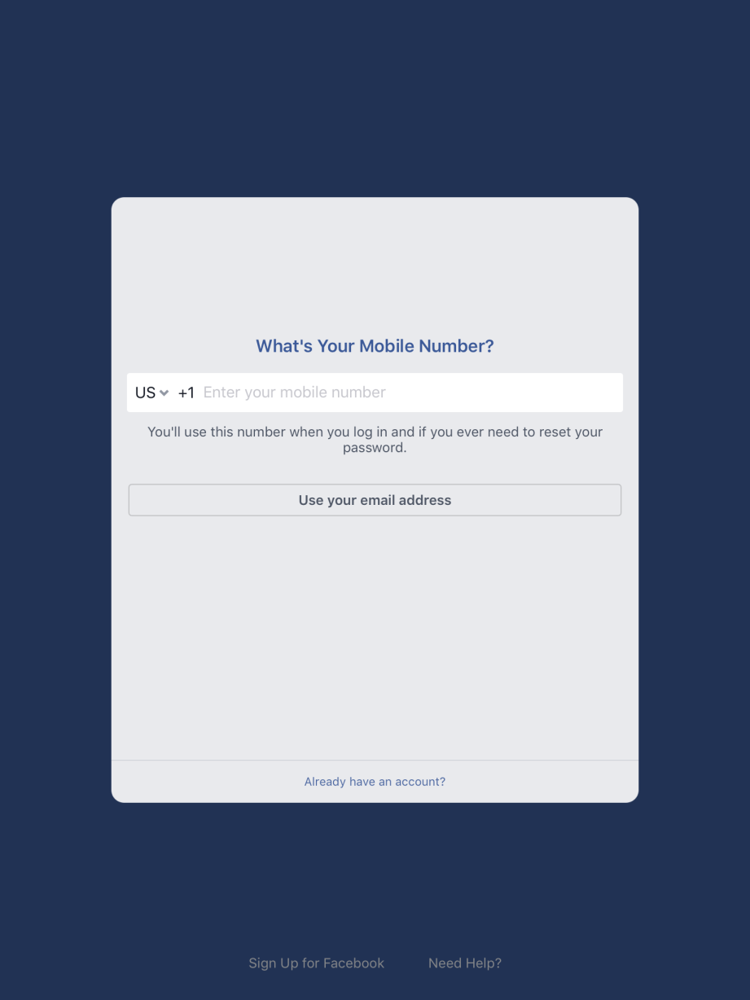 What's Your Mobile Number?
US +1 Enter your mobile number
You'll use this number when you log in and if you ever need to reset your
password.
Use your email address
Already have an account?
Sign Up for Facebook Need Help?